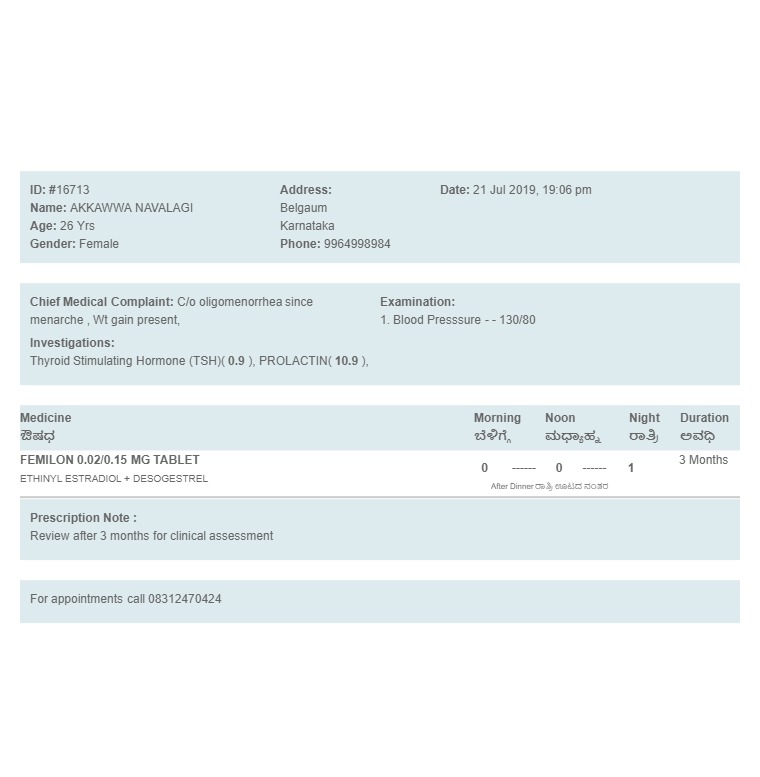 ID: #16713 Address: Date: 21 Jul 2019, 19:06 pm
Name: AKKAWWA NAVALAGI Belgaum
Age: 26 Yrs Karnataka
Gender: Female Phone: 9964998984
Chief Medical Complaint: C/o oligomenorrhea since Examination:
menarche , Wt gain present, 1. Blood Presssure - - 130/80
Investigations:
Thyroid Stimulating Hormone (TSH)( 0.9 ), PROLACTIN( 10.9 ),
Medicine Morning Noon Night Duration
ಔಷಧ ಬೆಳಿಗ್ಗೆ ಮಧ್ಯಾಹ್ನ ರಾತ್ರಿ ಅವಧಿ
FEMILON 0.02/0.15 MG TABLET 0 ------ 0 ------ 1 3 Months
ETHINYL ESTRADIOL + DESOGESTREL
After Dinner ರಾತ್ರಿ ಊಟದ ನಂತರ
Prescription Note :
Review after 3 months for clinical assessment
For appointments call 08312470424